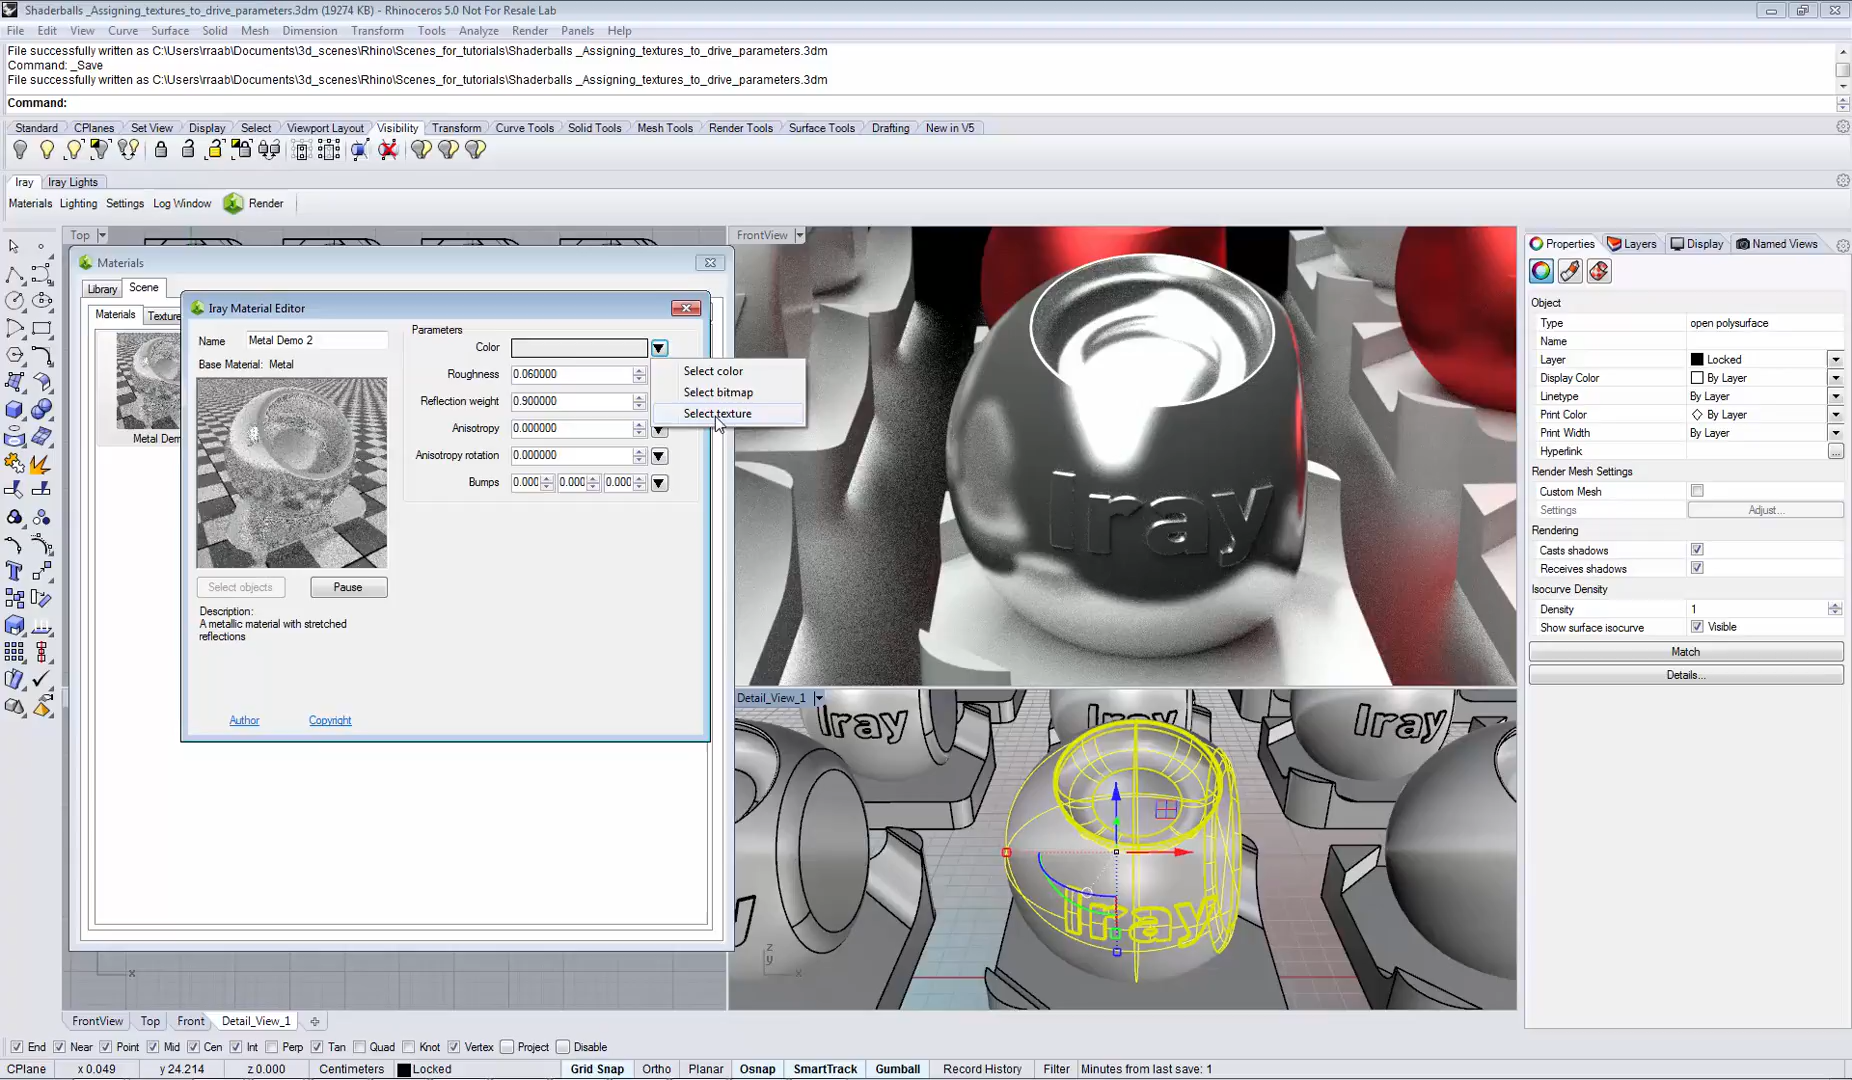 Shaderballs _Assigning_textures_to_drive_parameters.3dm (19274 KB) - Rhinoceros 5.0 Not For Resale Lab
File Edit View Curve Surface Solid Mesh Dimension Transform Tools Analyze Render Panels Help
File successfully written as C:\Users\rraab\Documents\3d_scenes\Rhino\Scenes_for_tutorials\Shaderballs _Assigning_textures_to_drive_parameters.3dm
Command: _Save
File successfully written as C:\Users\rraab\Documents\3d_scenes\Rhino\Scenes_for_tutorials\Shaderballs _Assigning_textures_to_drive_parameters.3dm
Command:
Standard CPlanes Set View Display Select Viewport Layout Visibility Transform Curve Tools Solid Tools Mesh Tools Render Tools Surface Tools Drafting New in V5
Iray Iray Lights
Materials Lighting Settings Log Window Render
Top
Materials
Library Scene
Materials Texture
Metal Dem
Iray Material Editor
Name Metal Demo 2
Base Material: Metal
Select objects Pause
Description:
A metallic material with stretched
reflections
Author Copyright
Parameters
Color
Roughness 0.060000
Reflection weight 0.900000
Anisotropy 0.000000
Anisotropy rotation 0.000000
Bumps 0.000 0.000 0.000
Select color
Select bitmap
Select texture
FrontView
Iray
Detail_View_1
Iray
Iray
Iray
Iray
z
y
x
x
Properties Layers Display Named Views
Object
Type open polysurface
Name
Layer Locked
Display Color By Layer
Linetype By Layer
Print Color By Layer
Print Width By Layer
Hyperlink ...
Render Mesh Settings
Custom Mesh
Settings Adjust...
Rendering
Casts shadows
Receives shadows
Isocurve Density
Density 1
Show surface isocurve Visible
Match
Details...
FrontView Top Front Detail_View_1
End Near Point Mid Cen Int Perp Tan Quad Knot Vertex Project Disable
CPlane x 0.049 y 24.214 z 0.000 Centimeters Locked Grid Snap Ortho Planar Osnap SmartTrack Gumball Record History Filter Minutes from last save: 1